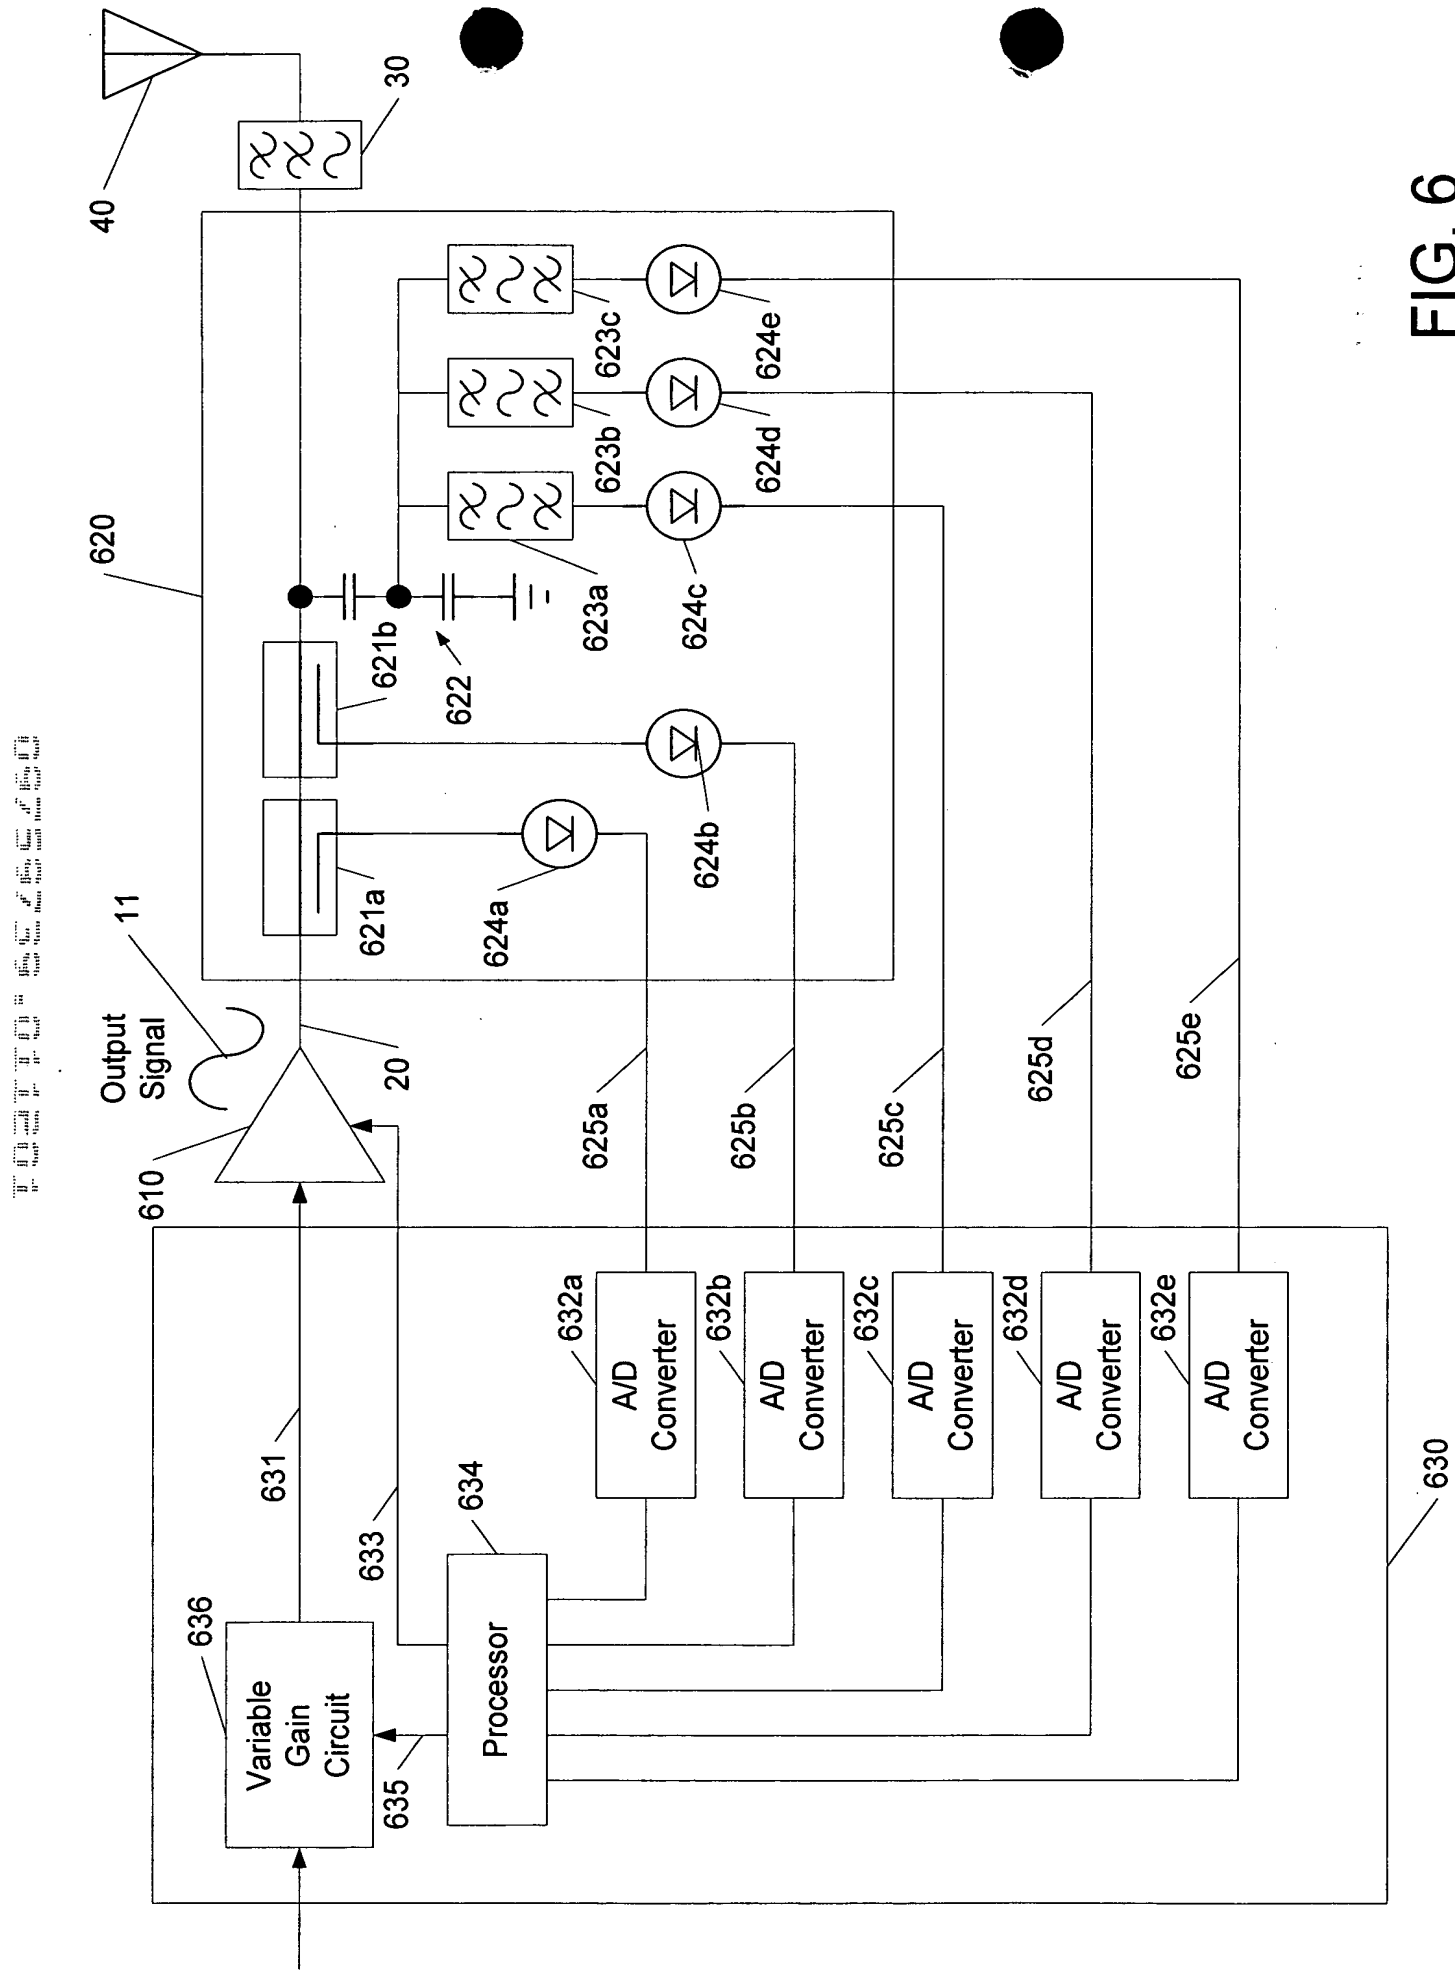 FIG. 6
40
30
620
Output
Signal
11
610
20
621a
621b
622
623a
623b
623c
624a
624b
624c
624d
624e
625a
625b
625c
625d
625e
631
633
636
Variable
Gain
Circuit
635
634
Processor
632a
A/D
Converter
632b
A/D
Converter
632c
A/D
Converter
632d
A/D
Converter
632e
A/D
Converter
630
09759739.011201